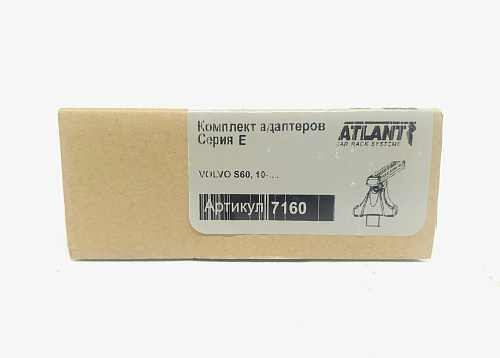 Комплект адаптеров
Серия E
ATLANT
CAR RACK SYSTEMS
VOLVO S60, 10-...
Артикул 7160